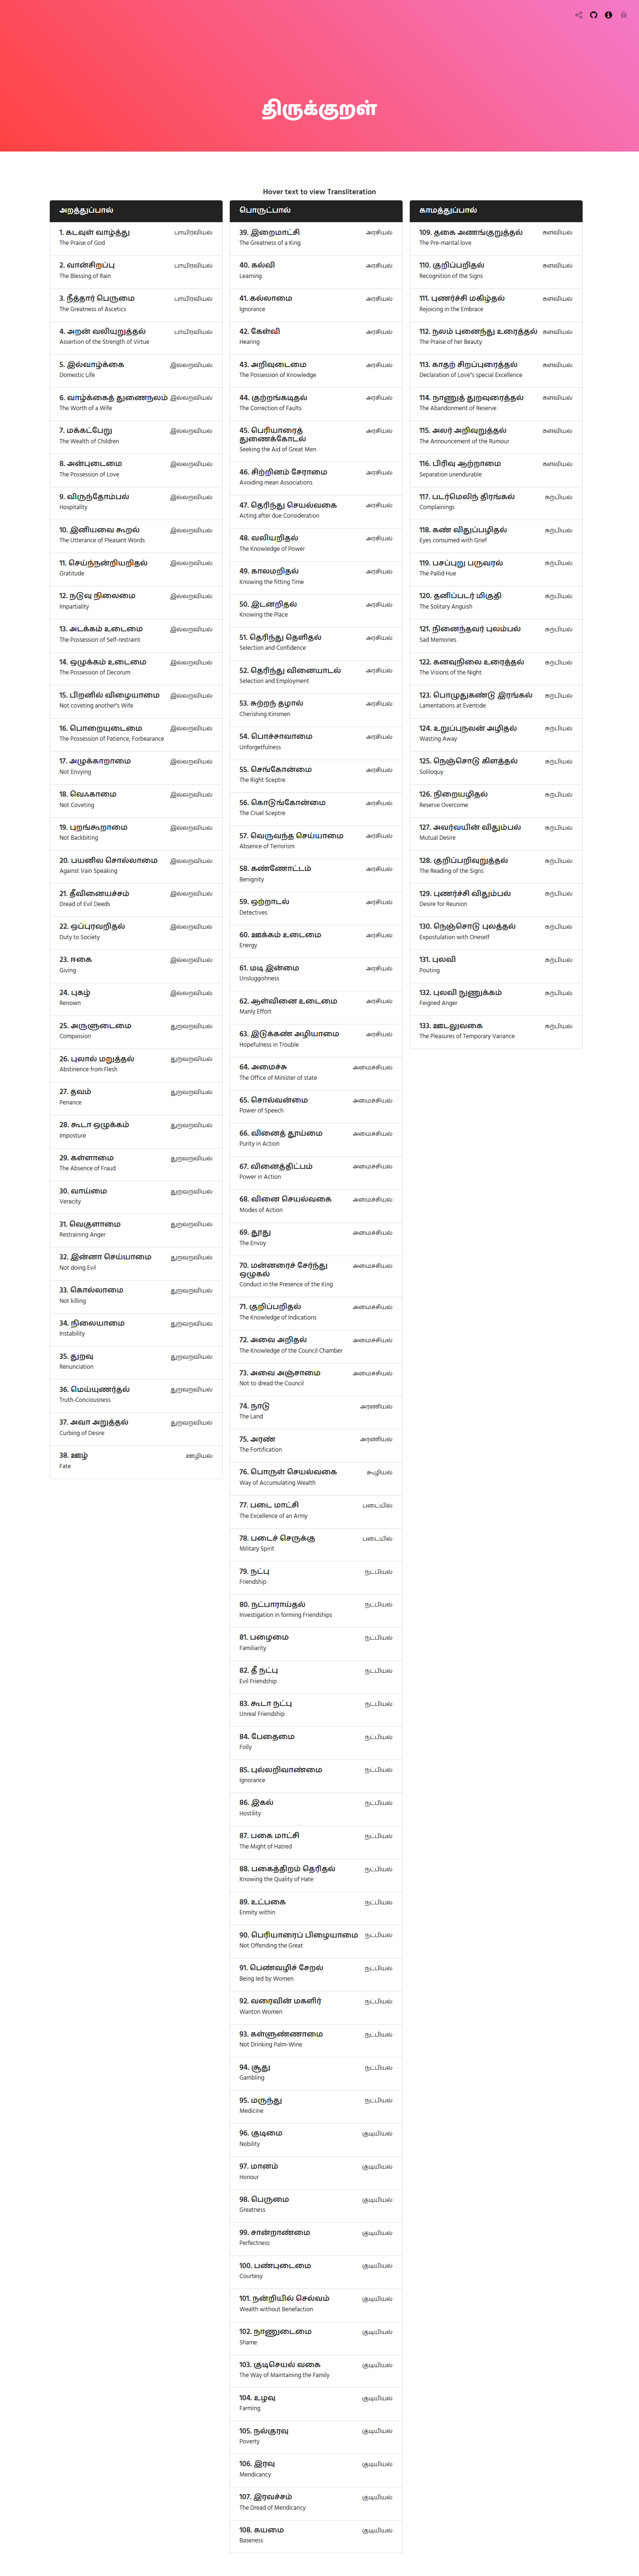 திருக்குறள்
Hover text to view Transliteration
அறத்துப்பால்
1. கடவுள் வாழ்த்து பாயிரவியல்
The Praise of God
2. வான்சிறப்பு பாயிரவியல்
The Blessing of Rain
3. நீத்தார் பெருமை பாயிரவியல்
The Greatness of Ascetics
4. அறன் வலியுறுத்தல் பாயிரவியல்
Assertion of the Strength of Virtue
5. இல்வாழ்க்கை இல்லறவியல்
Domestic Life
6. வாழ்க்கைத் துணைநலம் இல்லறவியல்
The Worth of a Wife
7. மக்கட்பேறு இல்லறவியல்
The Wealth of Children
8. அன்புடைமை இல்லறவியல்
The Possession of Love
9. விருந்தோம்பல் இல்லறவியல்
Hospitality
10. இனியவை கூறல் இல்லறவியல்
The Utterance of Pleasant Words
11. செய்ந்நன்றியறிதல் இல்லறவியல்
Gratitude
12. நடுவு நிலைமை இல்லறவியல்
Impartiality
13. அடக்கம் உடைமை இல்லறவியல்
The Possession of Self-restraint
14. ஒழுக்கம் உடைமை இல்லறவியல்
The Possession of Decorum
15. பிறனில் விழையாமை இல்லறவியல்
Not coveting another"s Wife
16. பொறையுடைமை இல்லறவியல்
The Possession of Patience, Forbearance
17. அழுக்காறாமை இல்லறவியல்
Not Envying
18. வெஃகாமை இல்லறவியல்
Not Coveting
19. புறங்கூறாமை இல்லறவியல்
Not Backbiting
20. பயனில சொல்லாமை இல்லறவியல்
Against Vain Speaking
21. தீவினையச்சம் இல்லறவியல்
Dread of Evil Deeds
22. ஒப்புரவறிதல் இல்லறவியல்
Duty to Society
23. ஈகை இல்லறவியல்
Giving
24. புகழ் இல்லறவியல்
Renown
25. அருளுடைமை துறவறவியல்
Compassion
26. புலால் மறுத்தல் துறவறவியல்
Abstinence from Flesh
27. தவம் துறவறவியல்
Penance
28. கூடா ஒழுக்கம் துறவறவியல்
Imposture
29. கள்ளாமை துறவறவியல்
The Absence of Fraud
30. வாய்மை துறவறவியல்
Veracity
31. வெகுளாமை துறவறவியல்
Restraining Anger
32. இன்னா செய்யாமை துறவறவியல்
Not doing Evil
33. கொல்லாமை துறவறவியல்
Not killing
34. நிலையாமை துறவறவியல்
Instability
35. துறவு துறவறவியல்
Renunciation
36. மெய்யுணர்தல் துறவறவியல்
Truth-Conciousness
37. அவா அறுத்தல் துறவறவியல்
Curbing of Desire
38. ஊழ் ஊழியல்
Fate
பொருட்பால்
39. இறைமாட்சி அரசியல்
The Greatness of a King
40. கல்வி அரசியல்
Learning
41. கல்லாமை அரசியல்
Ignorance
42. கேள்வி அரசியல்
Hearing
43. அறிவுடைமை அரசியல்
The Possession of Knowledge
44. குற்றங்கடிதல் அரசியல்
The Correction of Faults
45. பெரியாரைத் அரசியல்
துணைக்கோடல்
Seeking the Aid of Great Men
46. சிற்றினம் சேராமை அரசியல்
Avoiding mean Associations
47. தெரிந்து செயல்வகை அரசியல்
Acting after due Consideration
48. வலியறிதல் அரசியல்
The Knowledge of Power
49. காலமறிதல் அரசியல்
Knowing the fitting Time
50. இடனறிதல் அரசியல்
Knowing the Place
51. தெரிந்து தெளிதல் அரசியல்
Selection and Confidence
52. தெரிந்து வினையாடல் அரசியல்
Selection and Employment
53. சுற்றந் தழால் அரசியல்
Cherishing Kinsmen
54. பொச்சாவாமை அரசியல்
Unforgetfulness
55. செங்கோன்மை அரசியல்
The Right Sceptre
56. கொடுங்கோன்மை அரசியல்
The Cruel Sceptre
57. வெருவந்த செய்யாமை அரசியல்
Absence of Terrorism
58. கண்ணோட்டம் அரசியல்
Benignity
59. ஒற்றாடல் அரசியல்
Detectives
60. ஊக்கம் உடைமை அரசியல்
Energy
61. மடி இன்மை அரசியல்
Unsluggishness
62. ஆள்வினை உடைமை அரசியல்
Manly Effort
63. இடுக்கண் அழியாமை அரசியல்
Hopefulness in Trouble
64. அமைச்சு அமைச்சியல்
The Office of Minister of state
65. சொல்வன்மை அமைச்சியல்
Power of Speech
66. வினைத் தூய்மை அமைச்சியல்
Purity in Action
67. வினைத்திட்பம் அமைச்சியல்
Power in Action
68. வினை செயல்வகை அமைச்சியல்
Modes of Action
69. தூது அமைச்சியல்
The Envoy
70. மன்னரைச் சேர்ந்து அமைச்சியல்
ஒழுகல்
Conduct in the Presence of the King
71. குறிப்பறிதல் அமைச்சியல்
The Knowledge of Indications
72. அவை அறிதல் அமைச்சியல்
The Knowledge of the Council Chamber
73. அவை அஞ்சாமை அமைச்சியல்
Not to dread the Council
74. நாடு அரணியல்
The Land
75. அரண் அரணியல்
The Fortification
76. பொருள் செயல்வகை கூழியல்
Way of Accumulating Wealth
77. படை மாட்சி படையில்
The Excellence of an Army
78. படைச் செருக்கு படையில்
Military Spirit
79. நட்பு நட்பியல்
Friendship
80. நட்பாராய்தல் நட்பியல்
Investigation in forming Friendships
81. பழைமை நட்பியல்
Familiarity
82. தீ நட்பு நட்பியல்
Evil Friendship
83. கூடா நட்பு நட்பியல்
Unreal Friendship
84. பேதைமை நட்பியல்
Folly
85. புல்லறிவாண்மை நட்பியல்
Ignorance
86. இகல் நட்பியல்
Hostility
87. பகை மாட்சி நட்பியல்
The Might of Hatred
88. பகைத்திறம் தெரிதல் நட்பியல்
Knowing the Quality of Hate
89. உட்பகை நட்பியல்
Enmity within
90. பெரியாரைப் பிழையாமை நட்பியல்
Not Offending the Great
91. பெண்வழிச் சேறல் நட்பியல்
Being led by Women
92. வரைவின் மகளிர் நட்பியல்
Wanton Women
93. கள்ளுண்ணாமை நட்பியல்
Not Drinking Palm-Wine
94. சூது நட்பியல்
Gambling
95. மருந்து நட்பியல்
Medicine
96. குடிமை குடியியல்
Nobility
97. மானம் குடியியல்
Honour
98. பெருமை குடியியல்
Greatness
99. சான்றாண்மை குடியியல்
Perfectness
100. பண்புடைமை குடியியல்
Courtesy
101. நன்றியில் செல்வம் குடியியல்
Wealth without Benefaction
102. நாணுடைமை குடியியல்
Shame
103. குடிசெயல் வகை குடியியல்
The Way of Maintaining the Family
104. உழவு குடியியல்
Farming
105. நல்குரவு குடியியல்
Poverty
106. இரவு குடியியல்
Mendicancy
107. இரவச்சம் குடியியல்
The Dread of Mendicancy
108. கயமை குடியியல்
Baseness
காமத்துப்பால்
109. தகை அணங்குறுத்தல் களவியல்
The Pre-marital love
110. குறிப்பறிதல் களவியல்
Recognition of the Signs
111. புணர்ச்சி மகிழ்தல் களவியல்
Rejoicing in the Embrace
112. நலம் புனைந்து உரைத்தல் களவியல்
The Praise of her Beauty
113. காதற் சிறப்புரைத்தல் களவியல்
Declaration of Love"s special Excellence
114. நாணுத் துறவுரைத்தல் களவியல்
The Abandonment of Reserve
115. அலர் அறிவுறுத்தல் களவியல்
The Announcement of the Rumour
116. பிரிவு ஆற்றாமை களவியல்
Separation unendurable
117. படர்மெலிந் திரங்கல் கற்பியல்
Complainings
118. கண் விதுப்பழிதல் கற்பியல்
Eyes consumed with Grief
119. பசப்புறு பருவரல் கற்பியல்
The Pallid Hue
120. தனிப்படர் மிகுதி கற்பியல்
The Solitary Anguish
121. நினைந்தவர் புலம்பல் கற்பியல்
Sad Memories
122. கனவுநிலை உரைத்தல் கற்பியல்
The Visions of the Night
123. பொழுதுகண்டு இரங்கல் கற்பியல்
Lamentations at Eventide
124. உறுப்புநலன் அழிதல் கற்பியல்
Wasting Away
125. நெஞ்சொடு கிளத்தல் கற்பியல்
Soliloquy
126. நிறையழிதல் கற்பியல்
Reserve Overcome
127. அவர்வயின் விதும்பல் கற்பியல்
Mutual Desire
128. குறிப்பறிவுறுத்தல் கற்பியல்
The Reading of the Signs
129. புணர்ச்சி விதும்பல் கற்பியல்
Desire for Reunion
130. நெஞ்சொடு புலத்தல் கற்பியல்
Expostulation with Oneself
131. புலவி கற்பியல்
Pouting
132. புலவி நுணுக்கம் கற்பியல்
Feigned Anger
133. ஊடலுவகை கற்பியல்
The Pleasures of Temporary Variance